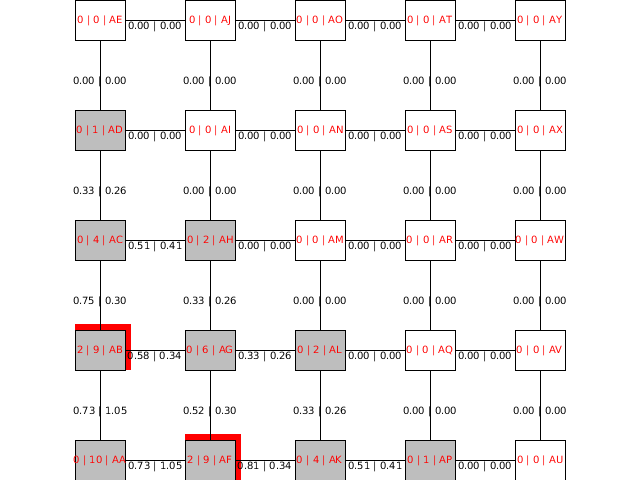 0 | 0 | AE 0.00 | 0.00 0 | 0 | AJ 0.00 | 0.00 0 | 0 | AO 0.00 | 0.00 0 | 0 | AT 0.00 | 0.00 0 | 0 | AY
0.00 | 0.00 0.00 | 0.00 0.00 | 0.00 0.00 | 0.00 0.00 | 0.00
0 | 1 | AD 0.00 | 0.00 0 | 0 | AI 0.00 | 0.00 0 | 0 | AN 0.00 | 0.00 0 | 0 | AS 0.00 | 0.00 0 | 0 | AX
0.33 | 0.26 0.00 | 0.00 0.00 | 0.00 0.00 | 0.00 0.00 | 0.00
0 | 4 | AC 0.51 | 0.41 0 | 2 | AH 0.00 | 0.00 0 | 0 | AM 0.00 | 0.00 0 | 0 | AR 0.00 | 0.00 0 | 0 | AW
0.75 | 0.30 0.33 | 0.26 0.00 | 0.00 0.00 | 0.00 0.00 | 0.00
2 | 9 | AB 0.58 | 0.34 0 | 6 | AG 0.33 | 0.26 0 | 2 | AL 0.00 | 0.00 0 | 0 | AQ 0.00 | 0.00 0 | 0 | AV
0.73 | 1.05 0.52 | 0.30 0.33 | 0.26 0.00 | 0.00 0.00 | 0.00
0 | 10 | AA 0.73 | 1.05 2 | 9 | AF 0.81 | 0.34 0 | 4 | AK 0.51 | 0.41 0 | 1 | AP 0.00 | 0.00 0 | 0 | AU